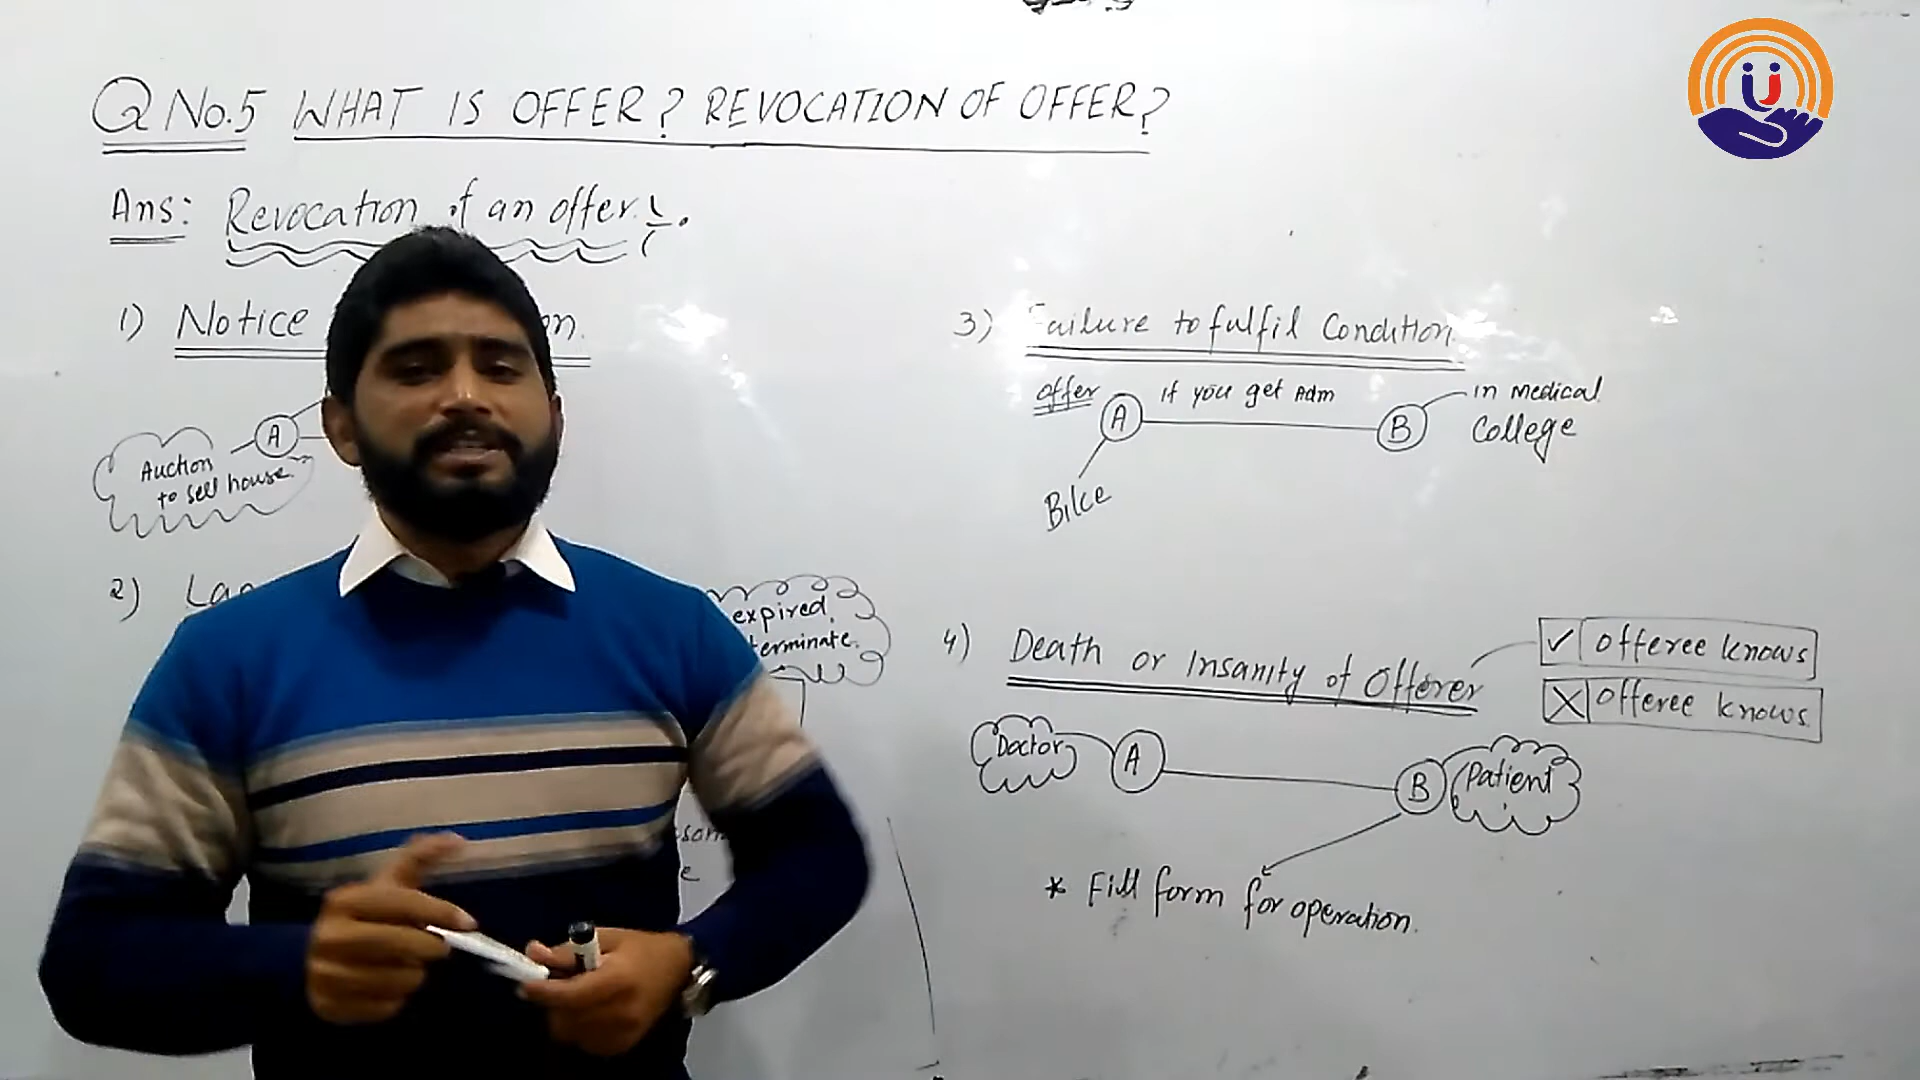 Q No.5 WHAT IS OFFER? REVOCATION OF OFFER?
Ans: Revocation of an offer:
1) Notice
A
Auction
to sell house.
2)
expired,
terminate.
3) Failure to fulfil Condition.
offer A if you get Adm B in Medical
College
Bike
4) Death or Insanity of Offerer
✓ offeree knows
X offeree knows
Doctor A B Patient
* Fill form for operation.